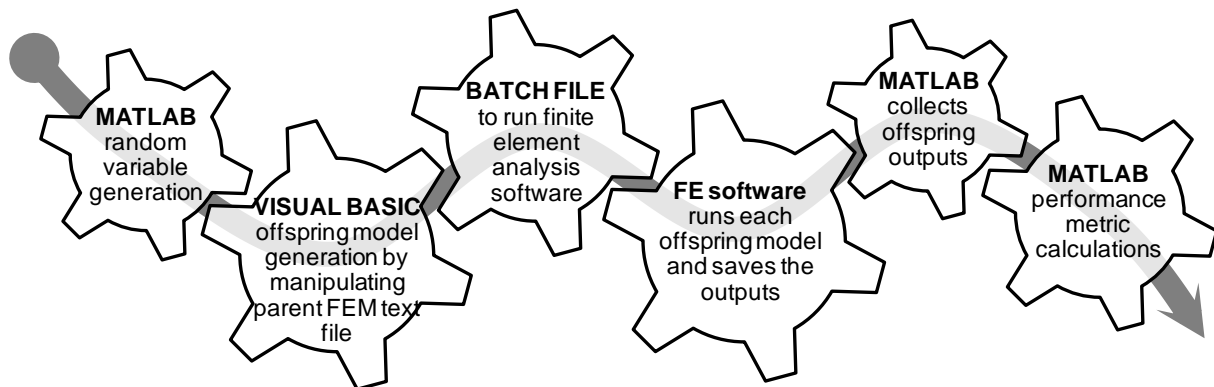 MATLAB
random
variable
generation
VISUAL BASIC
offspring model
generation by
manipulating
parent FEM text
file
BATCH FILE
to run finite
element
analysis
software
FE software
runs each
offspring model
and saves the
outputs
MATLAB
collects
offspring
outputs
MATLAB
performance
metric
calculations